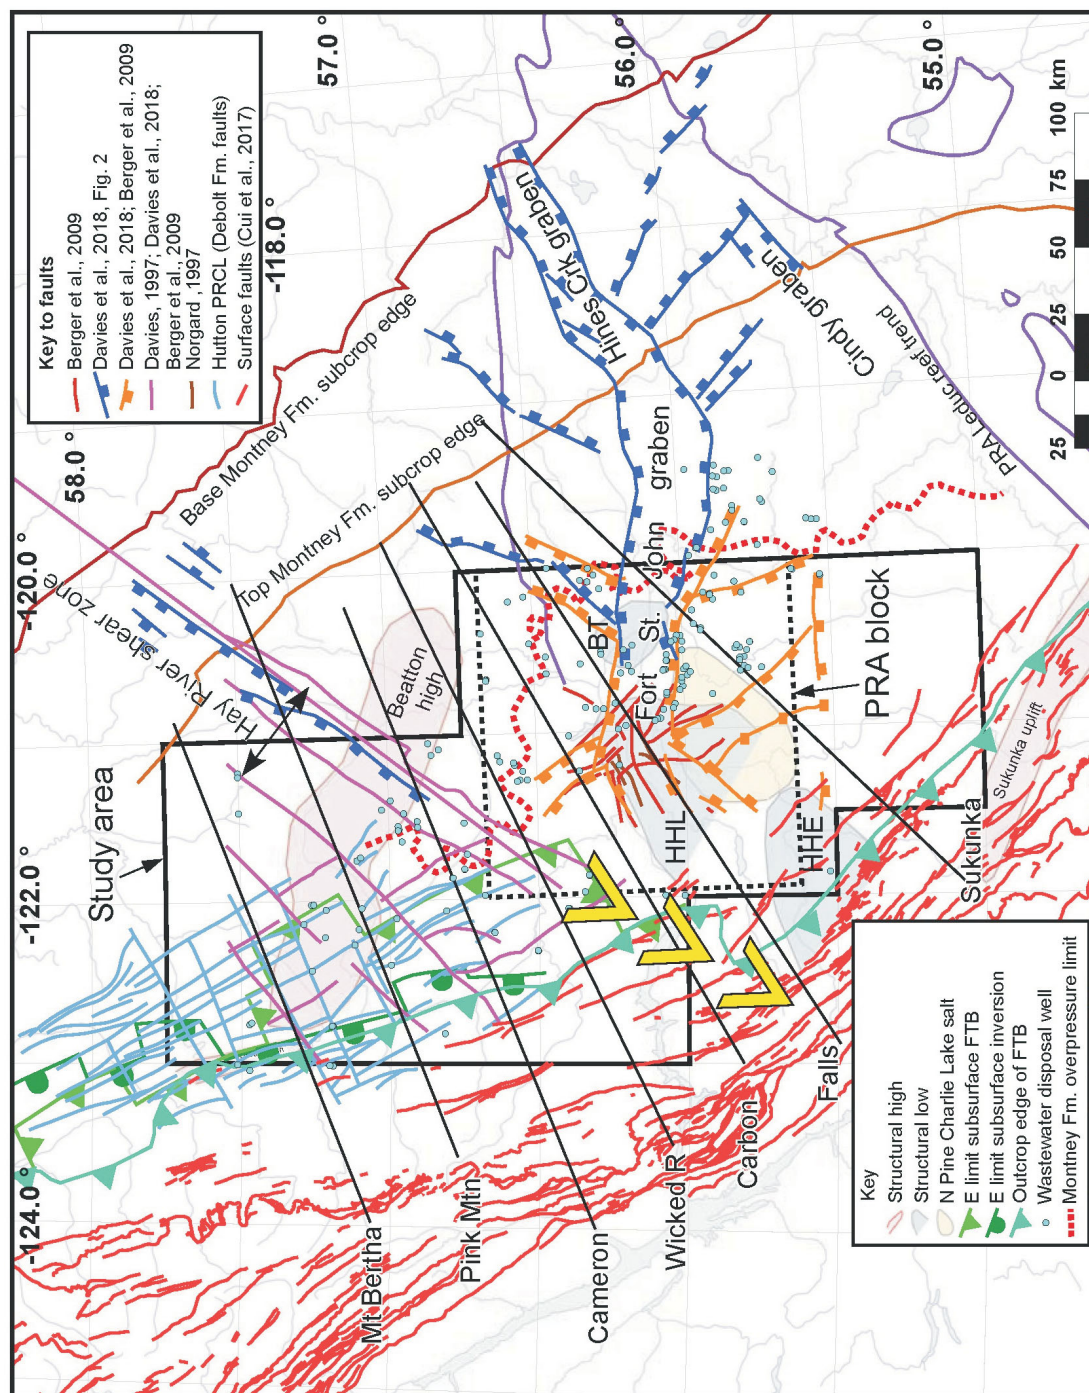 57.0 °
56.0 °
55.0 °
58.0 °
-118.0 °
-120.0 °
-122.0 °
-124.0 °
Key to faults
Berger et al., 2009
Davies et al., 2018, Fig. 2
Davies et al., 2018; Berger et al., 2009
Davies, 1997; Davies et al., 2018;
Berger et al., 2009
Norgard ,1997
Hutton PRCL (Debolt Fm. faults)
Surface faults (Cui et al., 2017)
Base Montney Fm. subcrop edge
Top Montney Fm. subcrop edge
Hay River shear zone
Study area
Beatton
high
Hines Crk graben
Cindy graben
PRA Leduc reef trend
Fort St. John graben
BT
HHL
HHE
PRA block
Sukunka uplift
Mt Bertha
Pink Mtn
Cameron
Wicked R
Carbon
Falls
Sukunka
25 0 25 50 75 100 km
Key
Structural high
Structural low
N Pine Charlie Lake salt
E limit subsurface FTB
E limit subsurface inversion
Outcrop edge of FTB
Wastewater disposal well
Montney Fm. overpressure limit